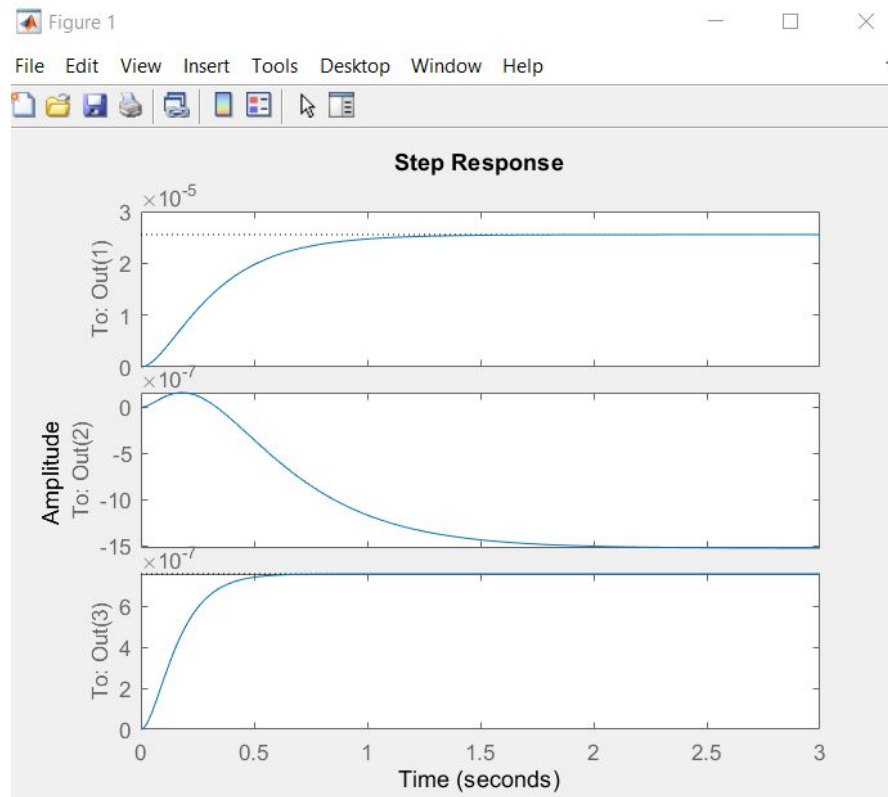 Figure 1
File Edit View Insert Tools Desktop Window Help
Step Response
×10^-5
3
2
1
0
To: Out(1)
×10^-7
0
-5
-10
-15
Amplitude
To: Out(2)
×10^-7
6
4
2
0
To: Out(3)
0 0.5 1 1.5 2 2.5 3
Time (seconds)